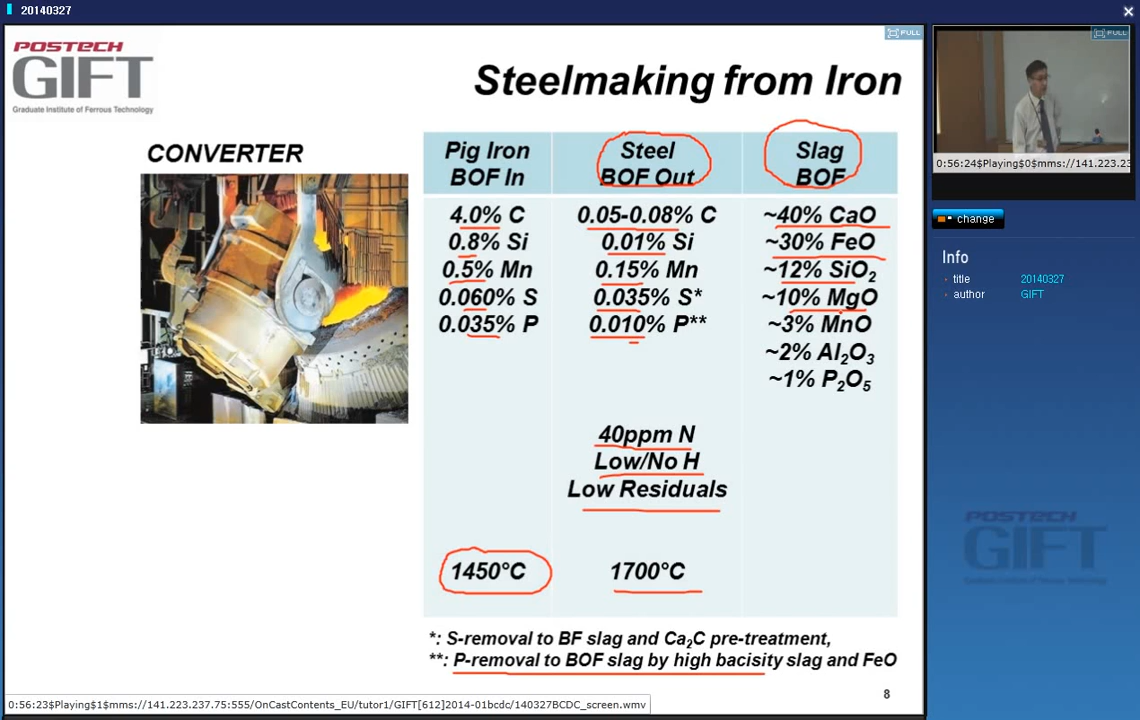 20140327
POSTECH
GIFT
Graduate Institute of Ferrous Technology
FULL
Steelmaking from Iron
CONVERTER
Pig Iron
BOF In
Steel
BOF Out
Slag
BOF
4.0% C
0.05-0.08% C
~40% CaO
0.8% Si
0.01% Si
~30% FeO
0.5% Mn
0.15% Mn
~12% SiO2
0.060% S
0.035% S*
~10% MgO
0.035% P
0.010% P**
~3% MnO
~2% Al2O3
~1% P2O5
40ppm N
Low/No H
Low Residuals
1450°C
1700°C
*: S-removal to BF slag and Ca2C pre-treatment,
**: P-removal to BOF slag by high bacisity slag and FeO
8
0:56:23$Playing$1$mms://141.223.237.75:555/OnCastContents_EU/tutor1/GIFT[612]2014-01bcdc/140327BCDC_screen.wmv
FULL
0:56:24$Playing$0$mms://141.223.23
change
Info
title 20140327
author GIFT
POSTECH
GIFT